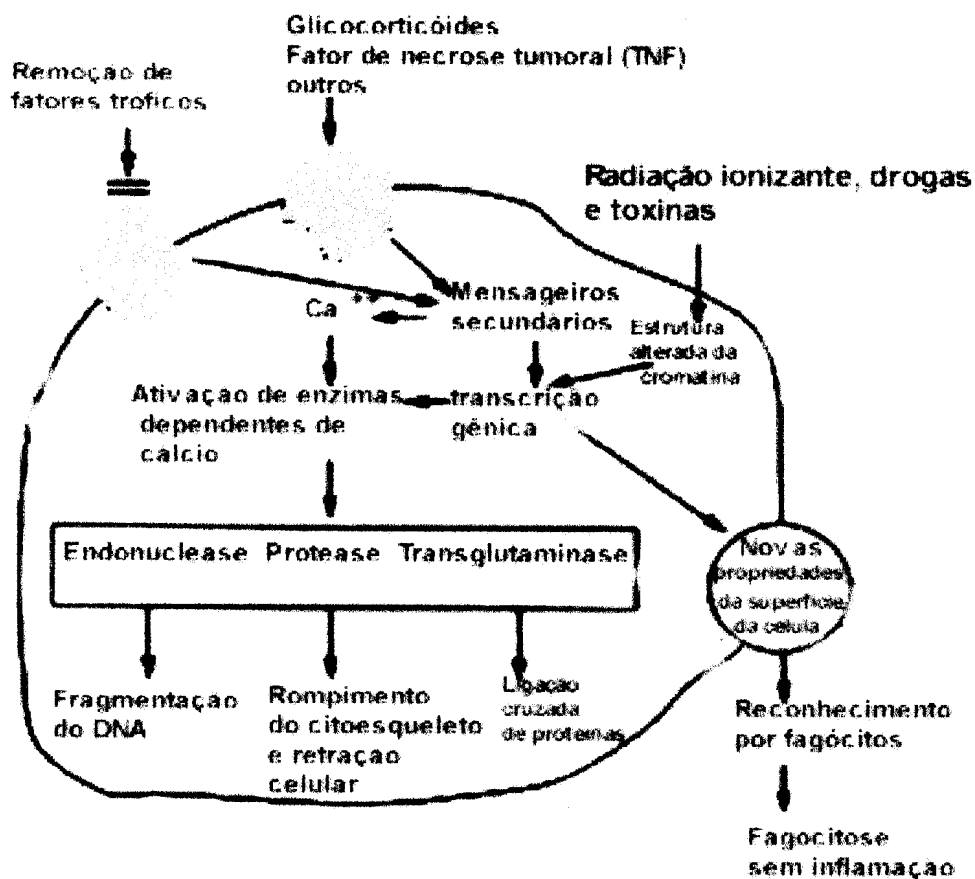 Glicocorticóides
Fator de necrose tumoral (TNF)
outros
Remoção de
fatores tróficos
Radiação ionizante, drogas
e toxinas
Ca ++
Mensageiros
secundários
Estrutura
alterada da
cromatina
Ativação de enzimas
dependentes de
cálcio
transcrição
gênica
Endonuclease Protease Transglutaminase
Novas
propriedades
da superfície
da célula
Fragmentação
do DNA
Rompimento
do citoesqueleto
e retração
celular
Ligação
cruzada
de proteínas
Reconhecimento
por fagócitos
Fagocitose
sem inflamação